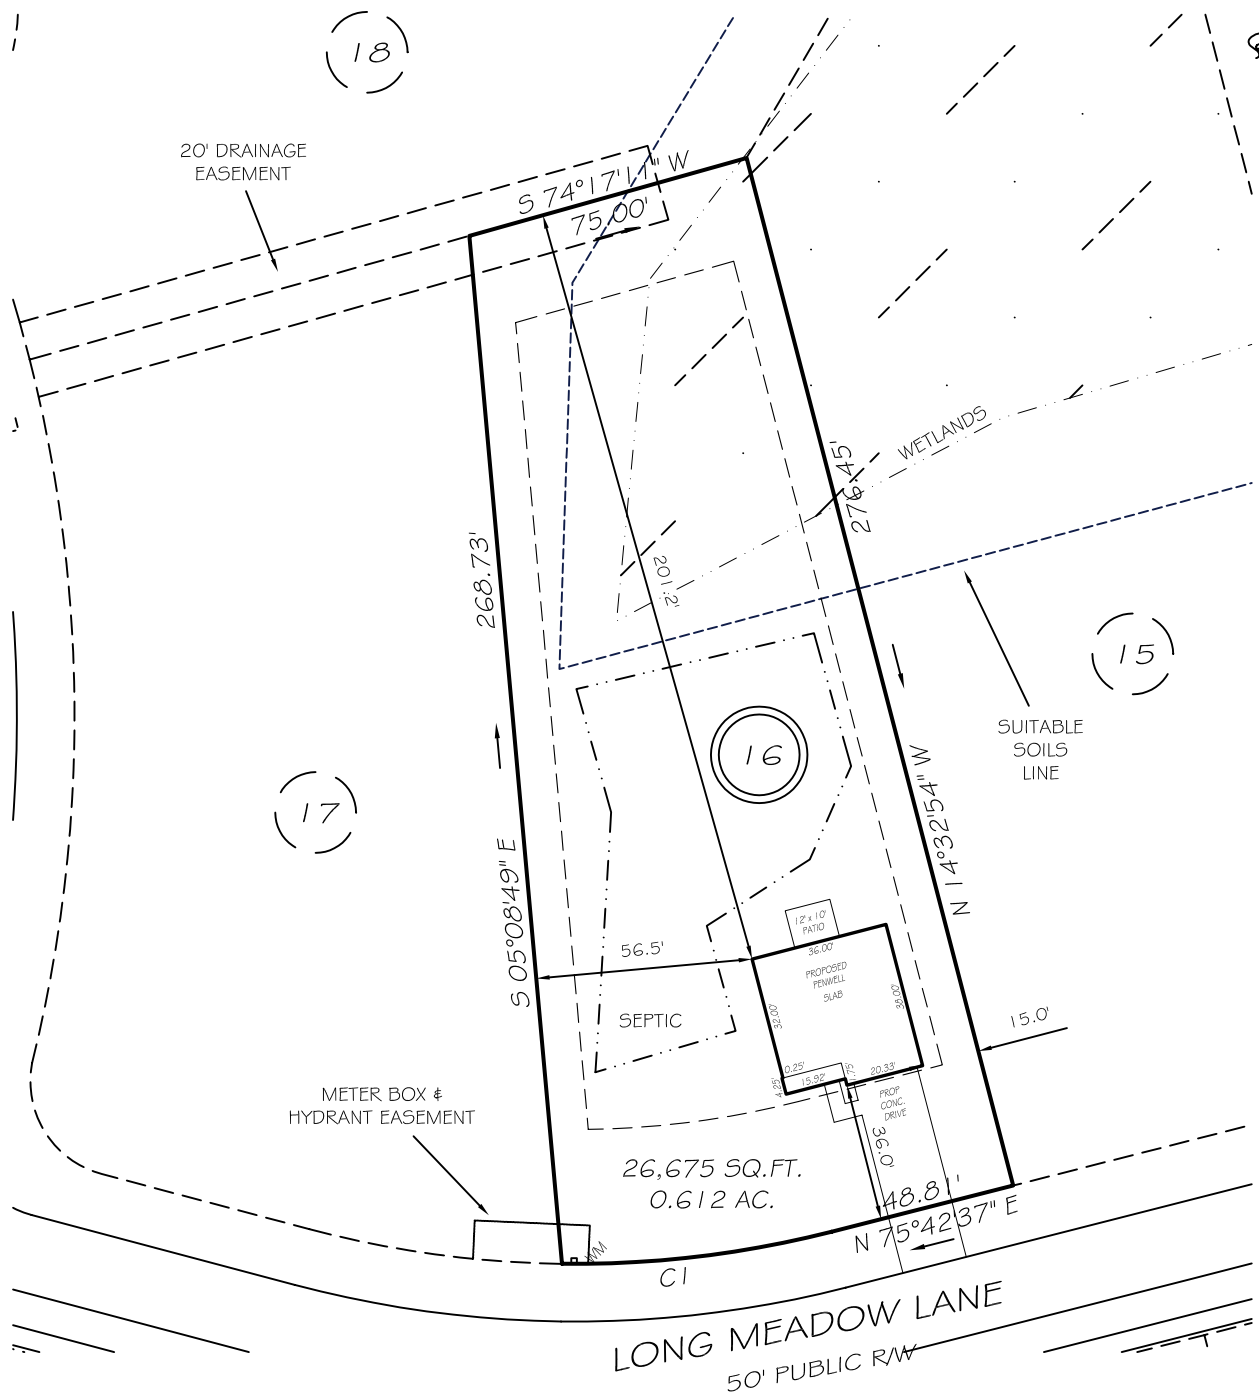 18
20' DRAINAGE
EASEMENT
S 74°17'11" W
75.00'
WETLANDS
276.45'
268.73'
201.2'
15
SUITABLE
SOILS
LINE
16
17
N 14°32'54" W
S 05°08'49" E
12' x 10'
PATIO
36.00'
56.5'
PROPOSED
PENWELL
SLAB
38.00'
32.00'
SEPTIC
15.0'
0.25'
15.92'
4.25'
20.33'
PROP
CONC.
DRIVE
METER BOX &
HYDRANT EASEMENT
36.0'
26,675 SQ.FT.
0.612 AC.
48.81'
N 75°42'37" E
WM
C1
LONG MEADOW LANE
50' PUBLIC R/W